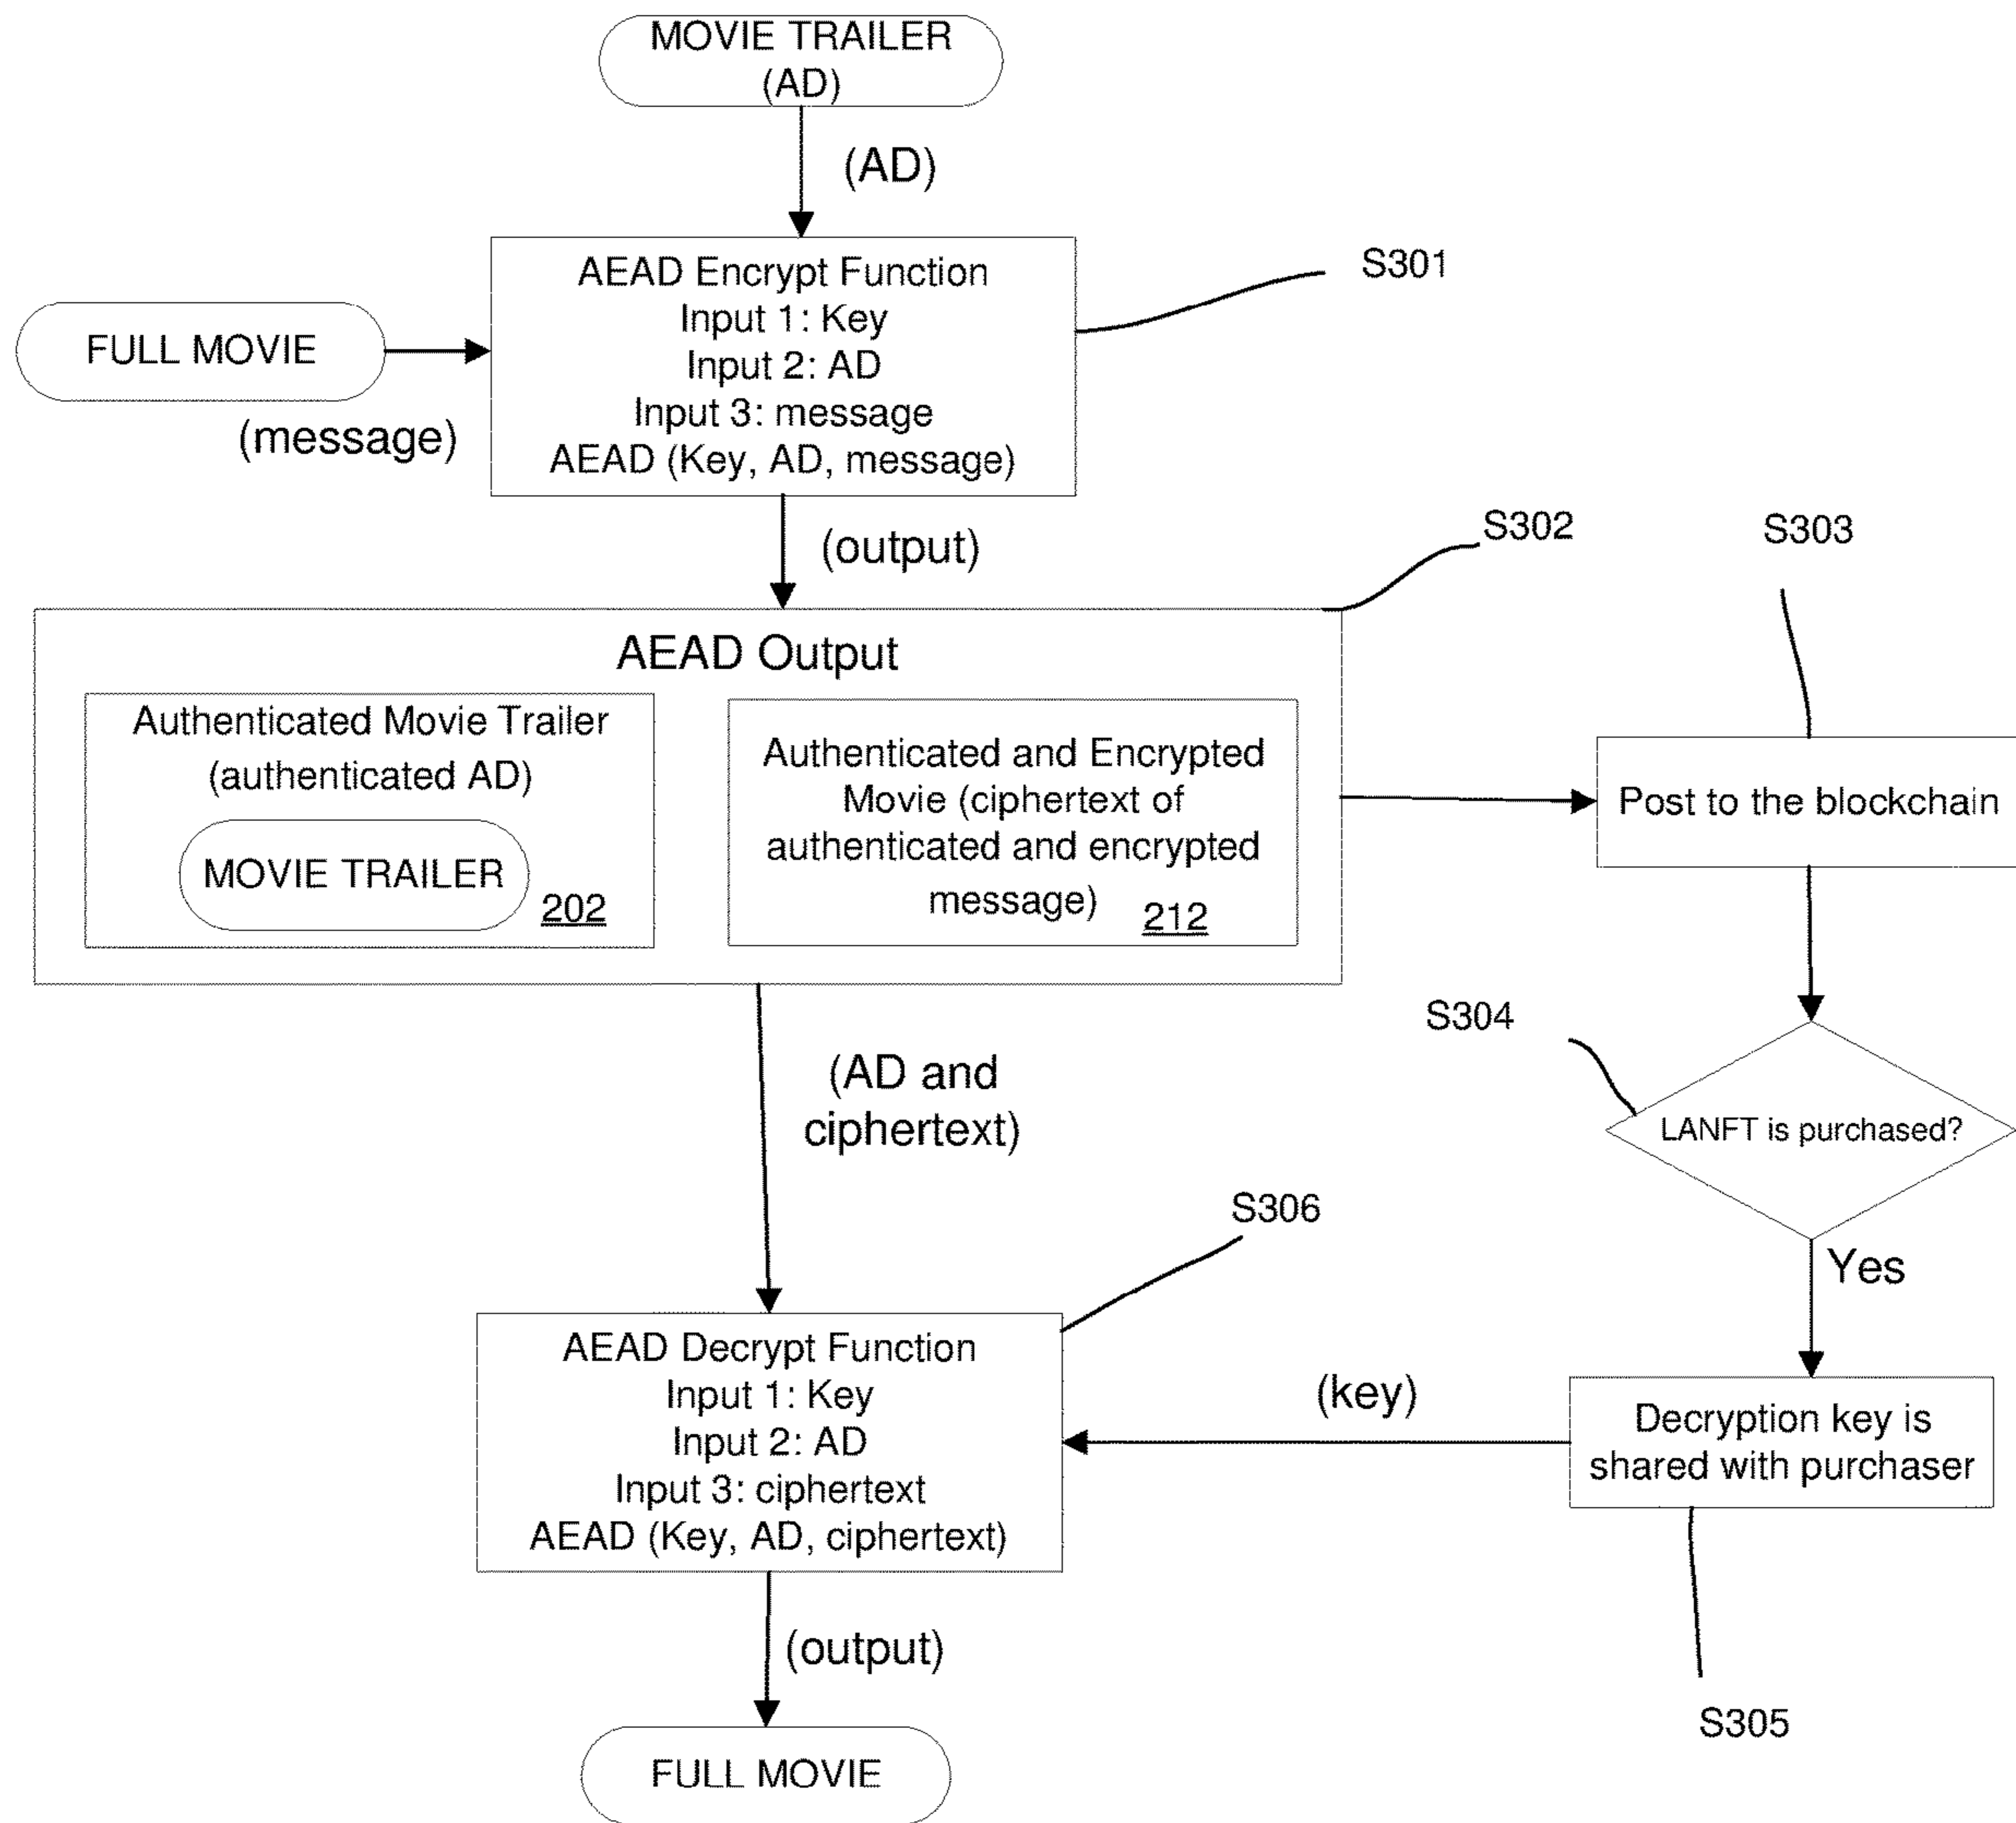 MOVIE TRAILER
(AD)
(AD)
AEAD Encrypt Function
Input 1: Key
Input 2: AD
Input 3: message
AEAD (Key, AD, message)
S301
FULL MOVIE
(message)
(output)
S302
S303
AEAD Output
Authenticated Movie Trailer
(authenticated AD)
MOVIE TRAILER
202
Authenticated and Encrypted
Movie (ciphertext of
authenticated and encrypted
message)
212
Post to the blockchain
S304
LANFT is purchased?
(AD and
ciphertext)
Yes
S306
AEAD Decrypt Function
Input 1: Key
Input 2: AD
Input 3: ciphertext
AEAD (Key, AD, ciphertext)
(key)
Decryption key is
shared with purchaser
(output)
S305
FULL MOVIE